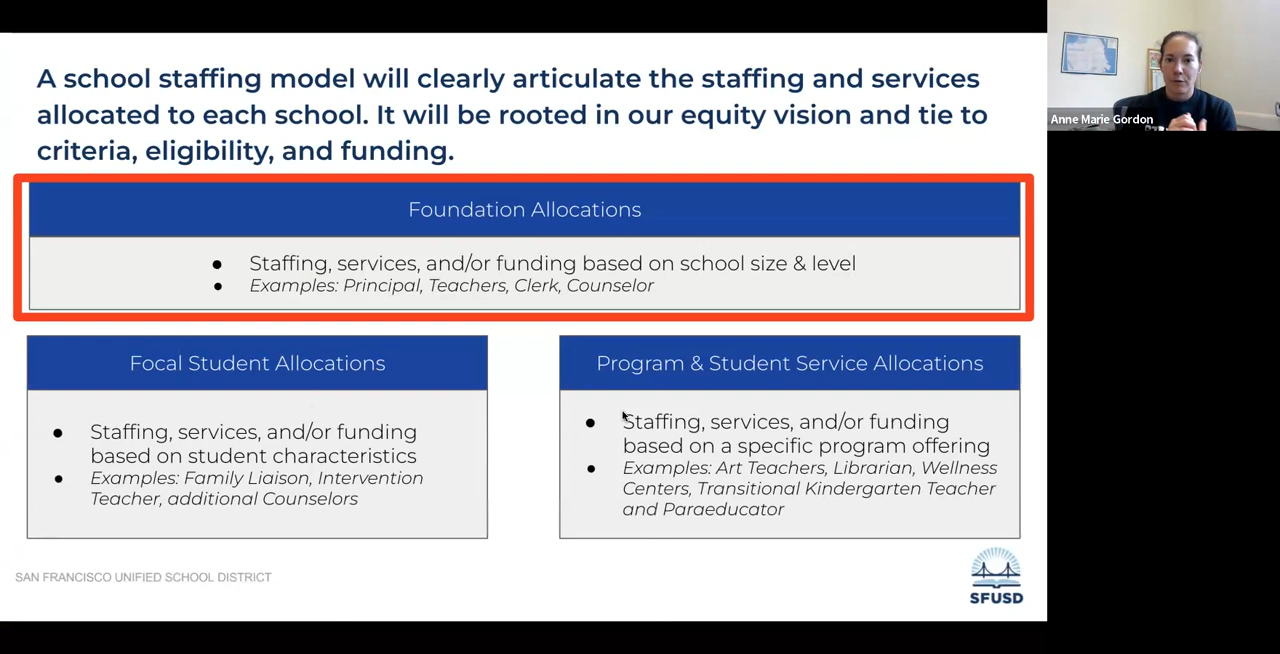 A school staffing model will clearly articulate the staffing and services
allocated to each school. It will be rooted in our equity vision and tie to
criteria, eligibility, and funding.
Foundation Allocations
● Staffing, services, and/or funding based on school size & level
● Examples: Principal, Teachers, Clerk, Counselor
Focal Student Allocations
● Staffing, services, and/or funding
based on student characteristics
● Examples: Family Liaison, Intervention
Teacher, additional Counselors
Program & Student Service Allocations
● Staffing, services, and/or funding
based on a specific program offering
● Examples: Art Teachers, Librarian, Wellness
Centers, Transitional Kindergarten Teacher
and Paraeducator
SAN FRANCISCO UNIFIED SCHOOL DISTRICT
SFUSD
Anne Marie Gordon